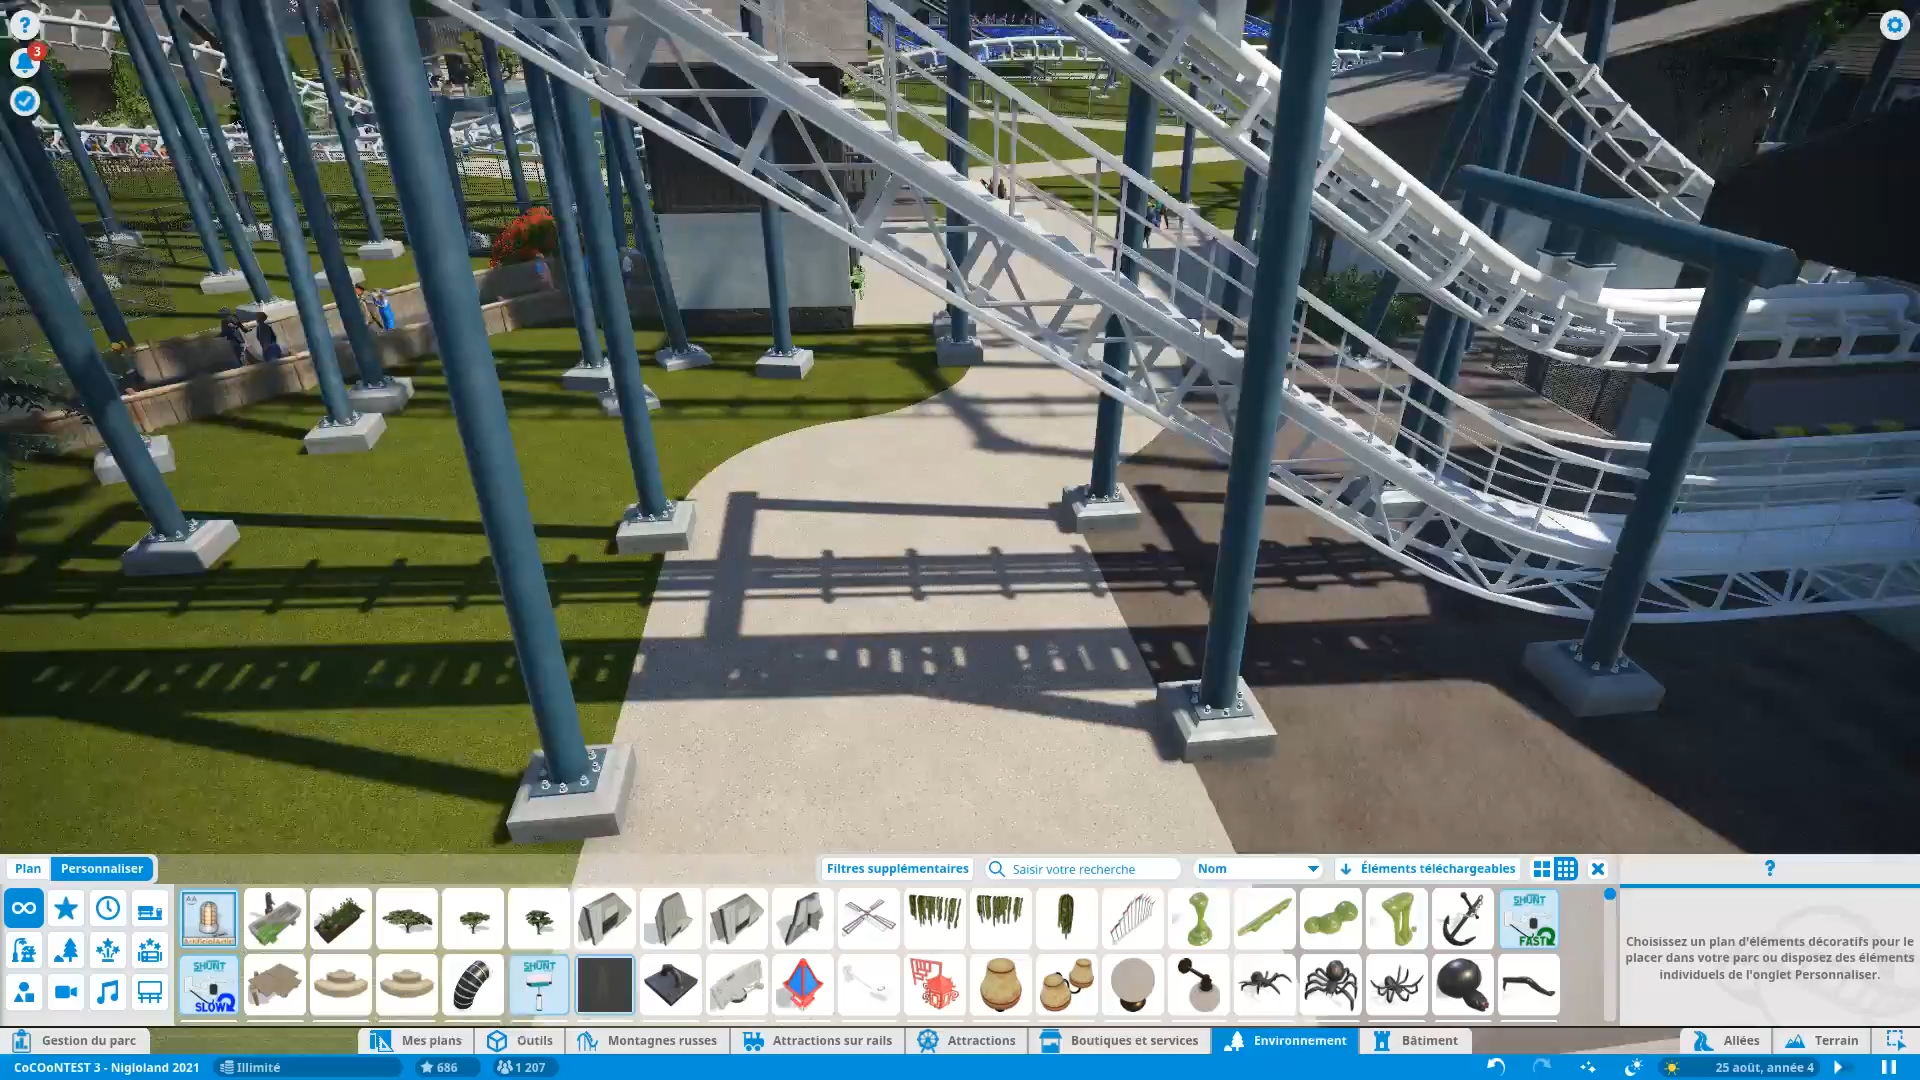 ?
3
Plan
Personnaliser
Filtres supplémentaires
Saisir votre recherche
Nom
Éléments téléchargeables
?
SHUNT
FAST
SHUNT
SLOW
SHUNT
Choisissez un plan d'éléments décoratifs pour le
placer dans votre parc ou disposez des éléments
individuels de l'onglet Personnaliser.
Gestion du parc
Mes plans
Outils
Montagnes russes
Attractions sur rails
Attractions
Boutiques et services
Environnement
Bâtiment
Allées
Terrain
CoCOoNTEST 3 - Nigloland 2021
Illimité
686
1 207
25 août, année 4